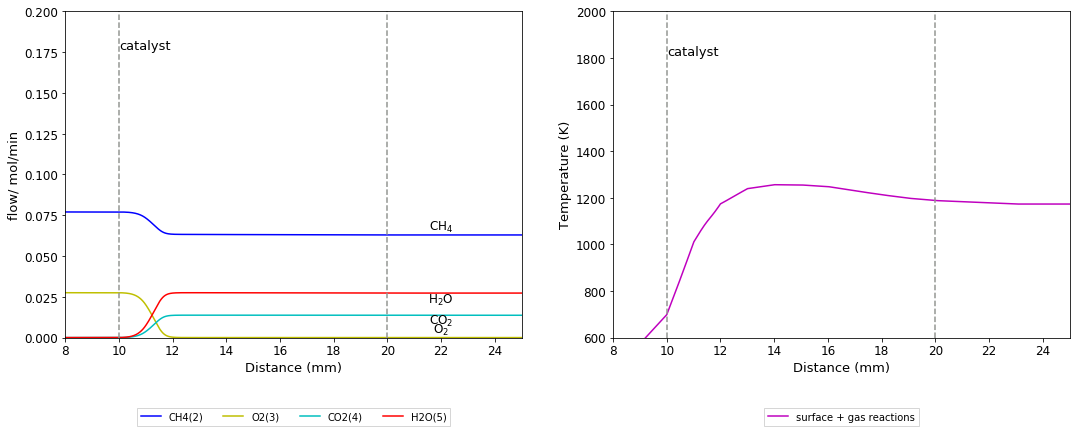 0.200
0.175
0.150
0.125
0.100
0.075
0.050
0.025
0.000
flow/ mol/min
catalyst
CH₄
H₂O
CO₂
O₂
8 10 12 14 16 18 20 22 24
Distance (mm)
CH4(2) O2(3) CO2(4) H2O(5)
2000
1800
1600
1400
1200
1000
800
600
Temperature (K)
catalyst
8 10 12 14 16 18 20 22 24
Distance (mm)
surface + gas reactions